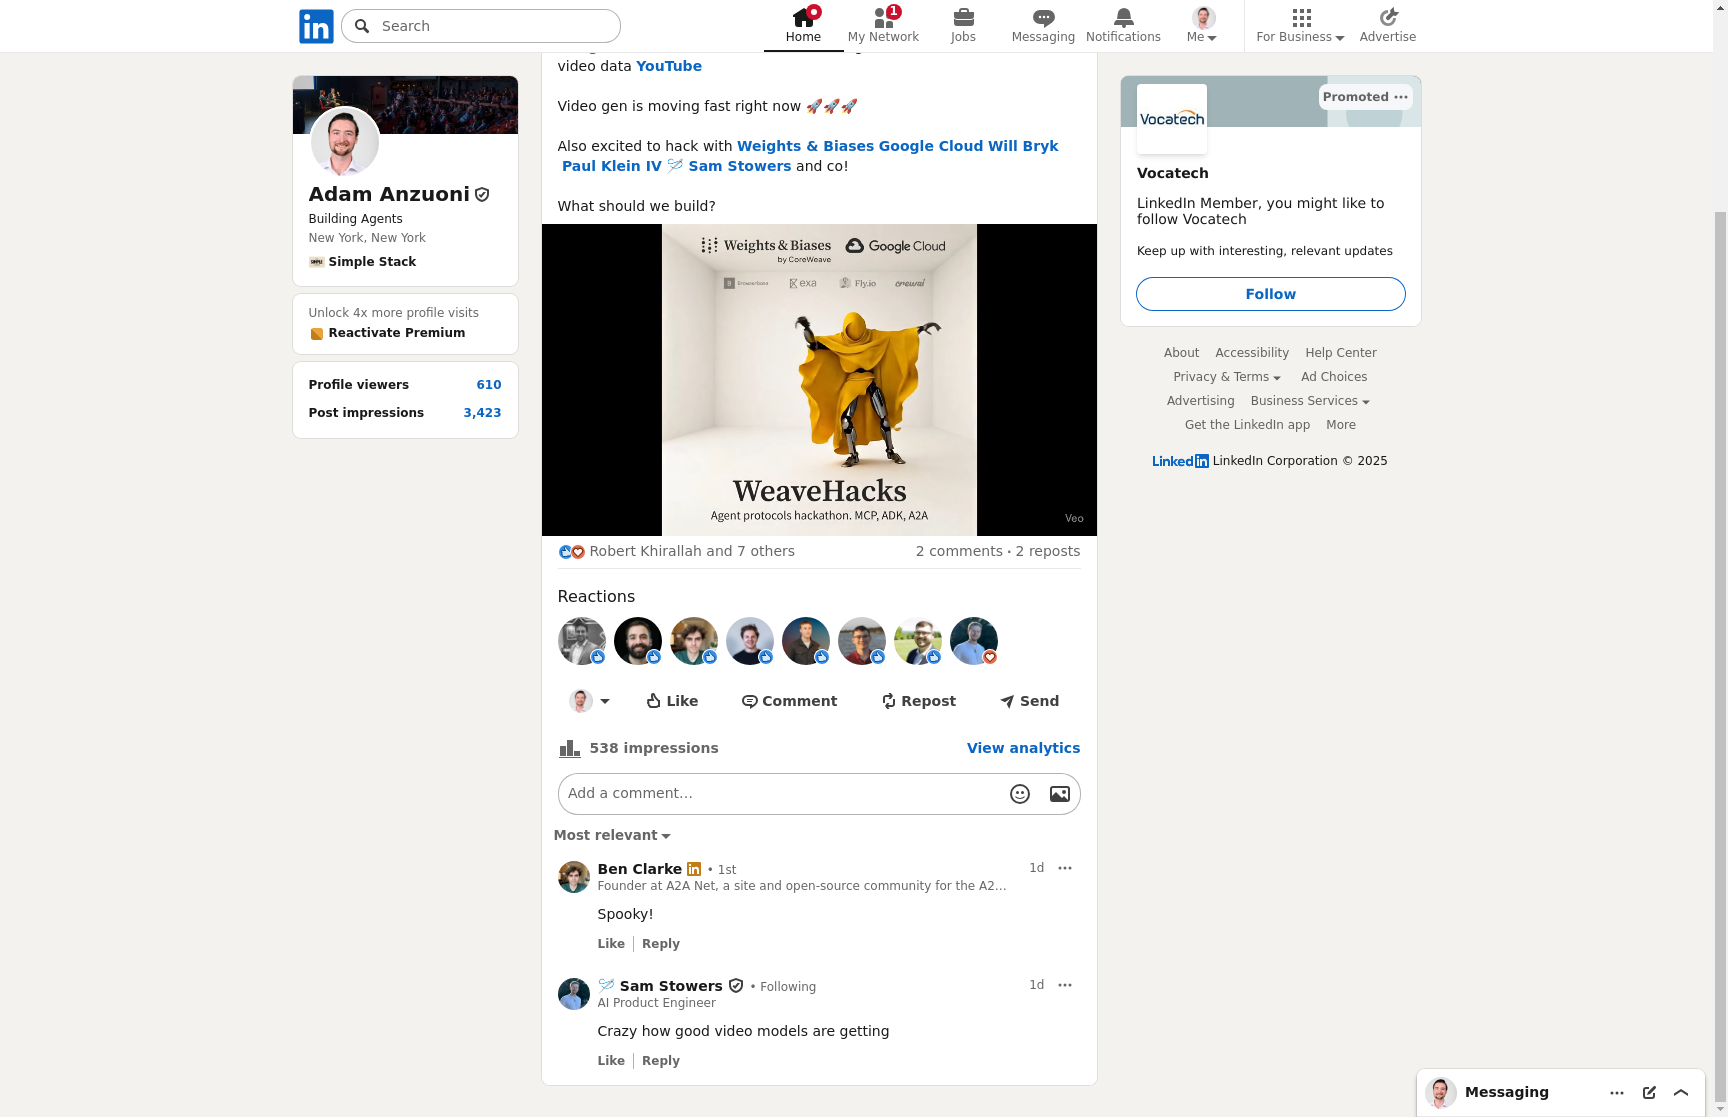 Search
Home
1
My Network
Jobs
Messaging
Notifications
Me
For Business
Advertise
Adam Anzuoni
Building Agents
New York, New York
Simple Stack
Unlock 4x more profile visits
Reactivate Premium
Profile viewers 610
Post impressions 3,423
video data YouTube
Video gen is moving fast right now 🚀🚀🚀
Also excited to hack with Weights & Biases Google Cloud Will Bryk
Paul Klein IV 🪡 Sam Stowers and co!
What should we build?
Weights & Biases
by CoreWeave
Google Cloud
Browserbase
exa
Fly.io
crewai
WeaveHacks
Agent protocols hackathon. MCP, ADK, A2A
Veo
Robert Khirallah and 7 others
2 comments • 2 reposts
Reactions
Like
Comment
Repost
Send
538 impressions
View analytics
Add a comment...
Most relevant
Ben Clarke in • 1st
1d
Founder at A2A Net, a site and open-source community for the A2...
Spooky!
Like | Reply
🪡 Sam Stowers • Following
1d
AI Product Engineer
Crazy how good video models are getting
Like | Reply
Promoted
Vocatech
Vocatech
LinkedIn Member, you might like to
follow Vocatech
Keep up with interesting, relevant updates
Follow
About Accessibility Help Center
Privacy & Terms Ad Choices
Advertising Business Services
Get the LinkedIn app More
LinkedIn LinkedIn Corporation © 2025
Messaging